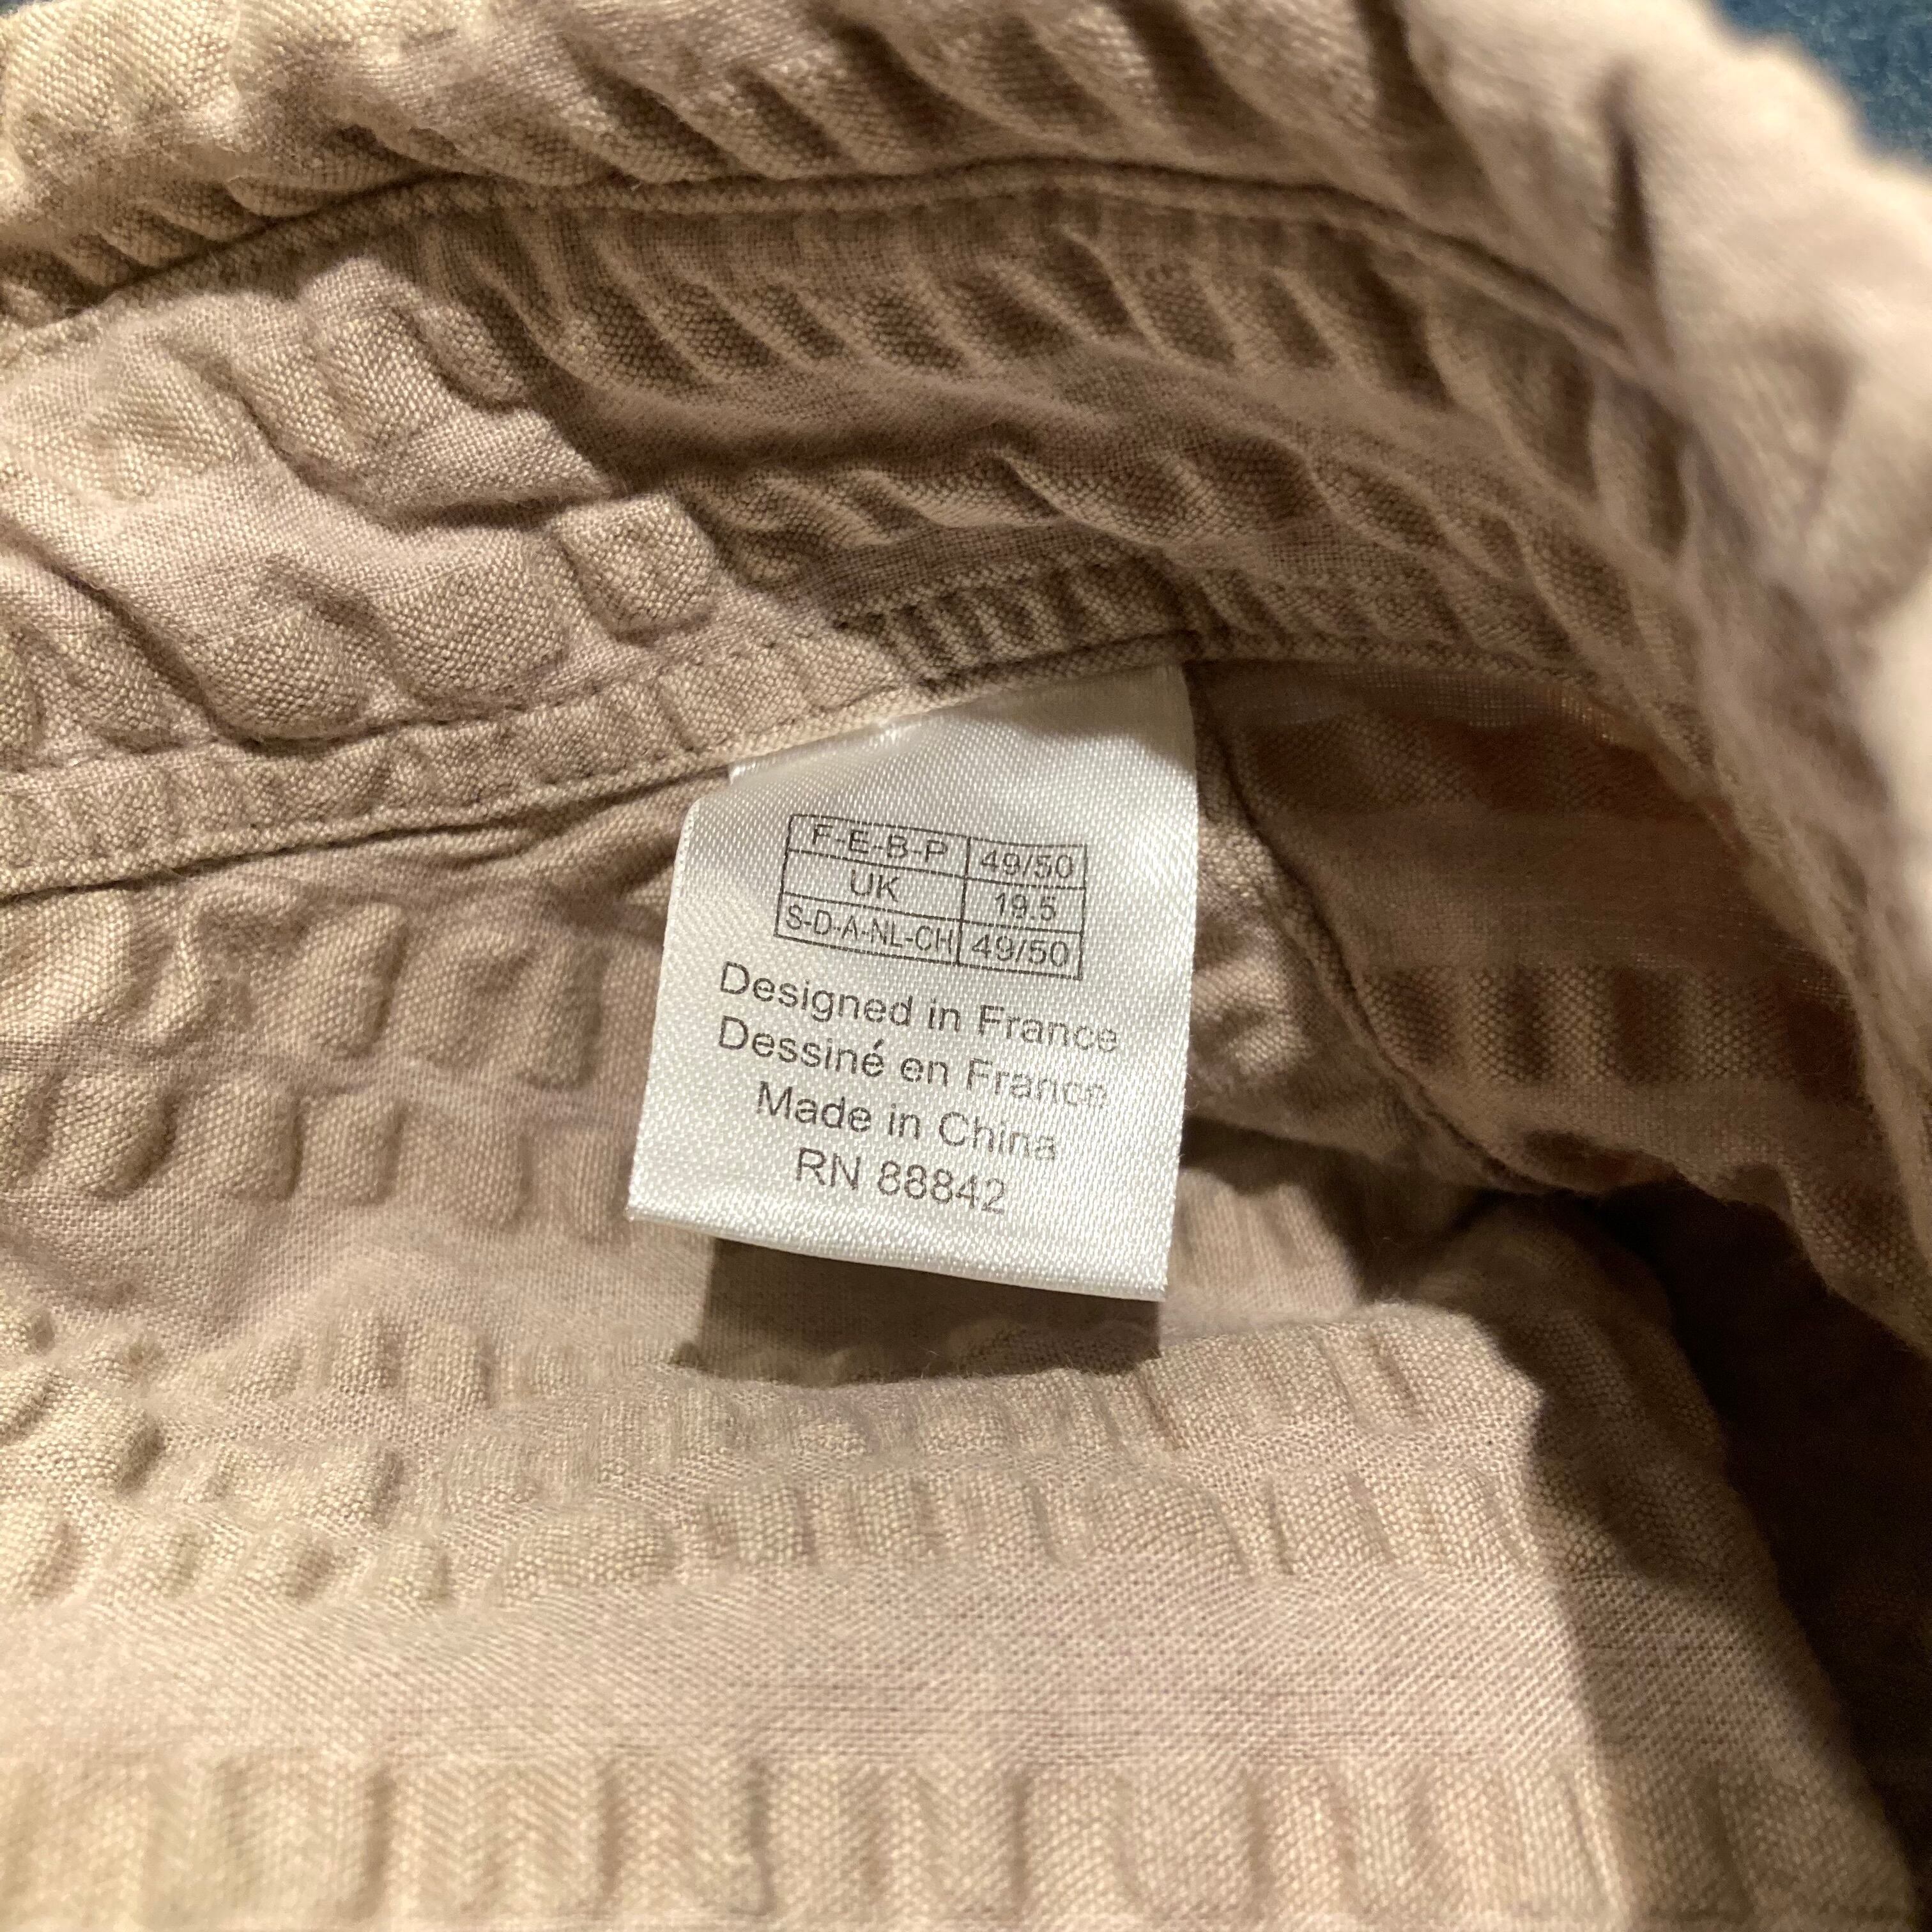 F-E-B-P 49/50
UK 19.5
S-D-A-NL-CH 49/50
Designed in France
Dessiné en France
Made in China
RN 88842